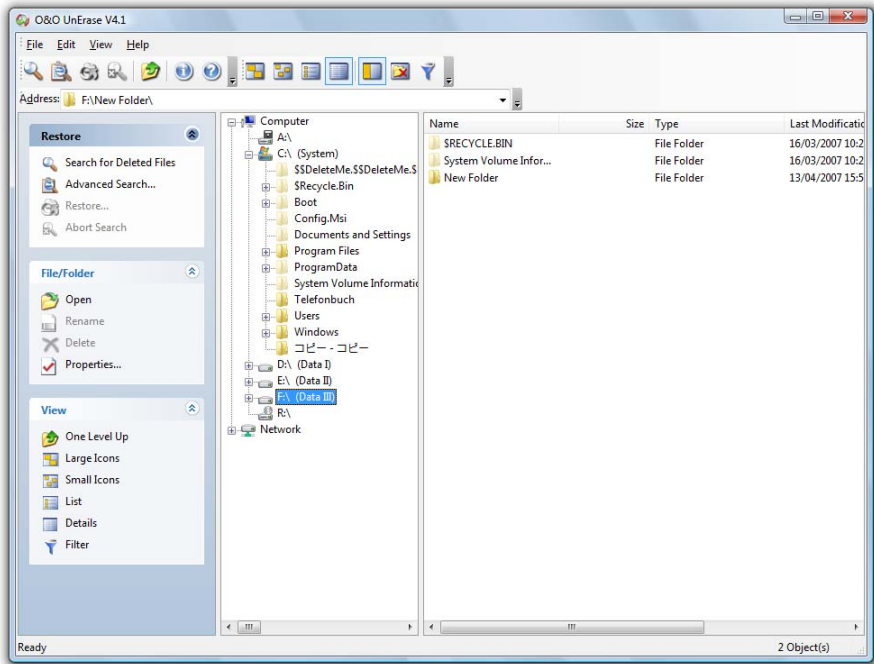 O&O UnErase V4.1
File Edit View Help
Address: F:\New Folder\
Restore
Search for Deleted Files
Advanced Search...
Restore...
Abort Search
File/Folder
Open
Rename
Delete
Properties...
View
One Level Up
Large Icons
Small Icons
List
Details
Filter
Computer
A:\
C:\ (System)
$$DeleteMe.$$DeleteMe.$
$Recycle.Bin
Boot
Config.Msi
Documents and Settings
Program Files
ProgramData
System Volume Informatic
Telefonbuch
Users
Windows
コピー - コピー
D:\ (Data I)
E:\ (Data II)
F:\ (Data III)
R:\
Network
Name Size Type Last Modificatio
$RECYCLE.BIN File Folder 16/03/2007 10:2
System Volume Infor... File Folder 16/03/2007 10:2
New Folder File Folder 13/04/2007 15:5
Ready 2 Object(s)